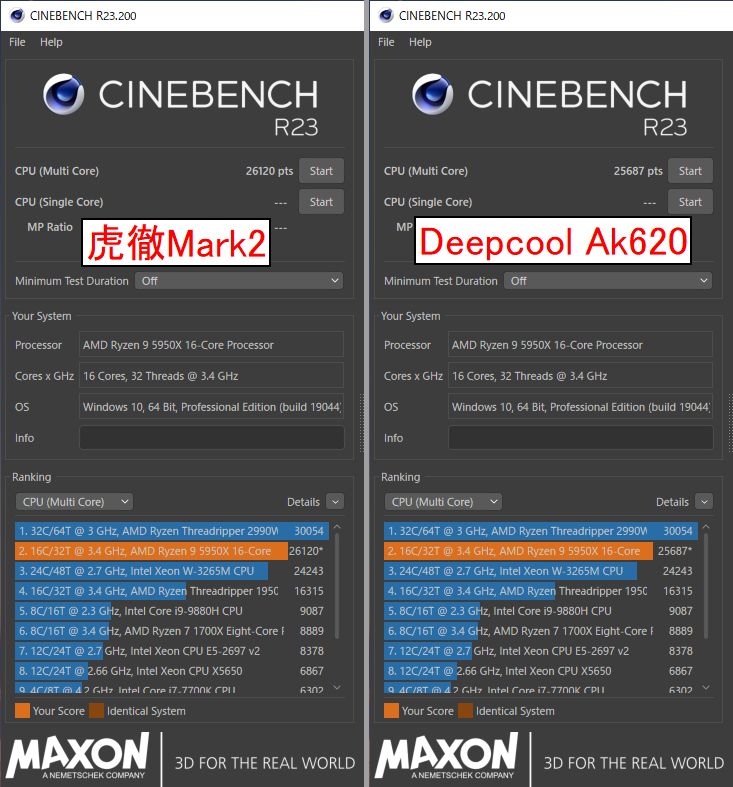 CINEBENCH R23.200
File Help
CINEBENCH
R23
CPU (Multi Core) 26120 pts Start
CPU (Single Core) --- Start
MP Ratio ---
虎徹Mark2
Minimum Test Duration Off
Your System
Processor AMD Ryzen 9 5950X 16-Core Processor
Cores x GHz 16 Cores, 32 Threads @ 3.4 GHz
OS Windows 10, 64 Bit, Professional Edition (build 19044)
Info
Ranking
CPU (Multi Core) Details
1. 32C/64T @ 3 GHz, AMD Ryzen Threadripper 2990W 30054
2. 16C/32T @ 3.4 GHz, AMD Ryzen 9 5950X 16-Core 26120*
3. 24C/48T @ 2.7 GHz, Intel Xeon W-3265M CPU 24243
4. 16C/32T @ 3.4 GHz, AMD Ryzen Threadripper 1950 16315
5. 8C/16T @ 2.3 GHz, Intel Core i9-9880H CPU 9087
6. 8C/16T @ 3.4 GHz, AMD Ryzen 7 1700X Eight-Core 8889
7. 12C/24T @ 2.7 GHz, Intel Xeon CPU E5-2697 v2 8378
8. 12C/24T @ 2.66 GHz, Intel Xeon CPU X5650 6867
9. 4C/8T @ 4.2 GHz, Intel Core i7-7700K CPU 6302
Your Score Identical System
MAXON
A NEMETSCHEK COMPANY
3D FOR THE REAL WORLD
CINEBENCH R23.200
File Help
CINEBENCH
R23
CPU (Multi Core) 25687 pts Start
CPU (Single Core) --- Start
MP
Deepcool Ak620
Minimum Test Duration Off
Your System
Processor AMD Ryzen 9 5950X 16-Core Processor
Cores x GHz 16 Cores, 32 Threads @ 3.4 GHz
OS Windows 10, 64 Bit, Professional Edition (build 19044)
Info
Ranking
CPU (Multi Core) Details
1. 32C/64T @ 3 GHz, AMD Ryzen Threadripper 2990W 30054
2. 16C/32T @ 3.4 GHz, AMD Ryzen 9 5950X 16-Core 25687*
3. 24C/48T @ 2.7 GHz, Intel Xeon W-3265M CPU 24243
4. 16C/32T @ 3.4 GHz, AMD Ryzen Threadripper 1950 16315
5. 8C/16T @ 2.3 GHz, Intel Core i9-9880H CPU 9087
6. 8C/16T @ 3.4 GHz, AMD Ryzen 7 1700X Eight-Core 8889
7. 12C/24T @ 2.7 GHz, Intel Xeon CPU E5-2697 v2 8378
8. 12C/24T @ 2.66 GHz, Intel Xeon CPU X5650 6867
9. 4C/8T @ 4.2 GHz, Intel Core i7-7700K CPU 6302
Your Score Identical System
MAXON
A NEMETSCHEK COMPANY
3D FOR THE REAL WORLD